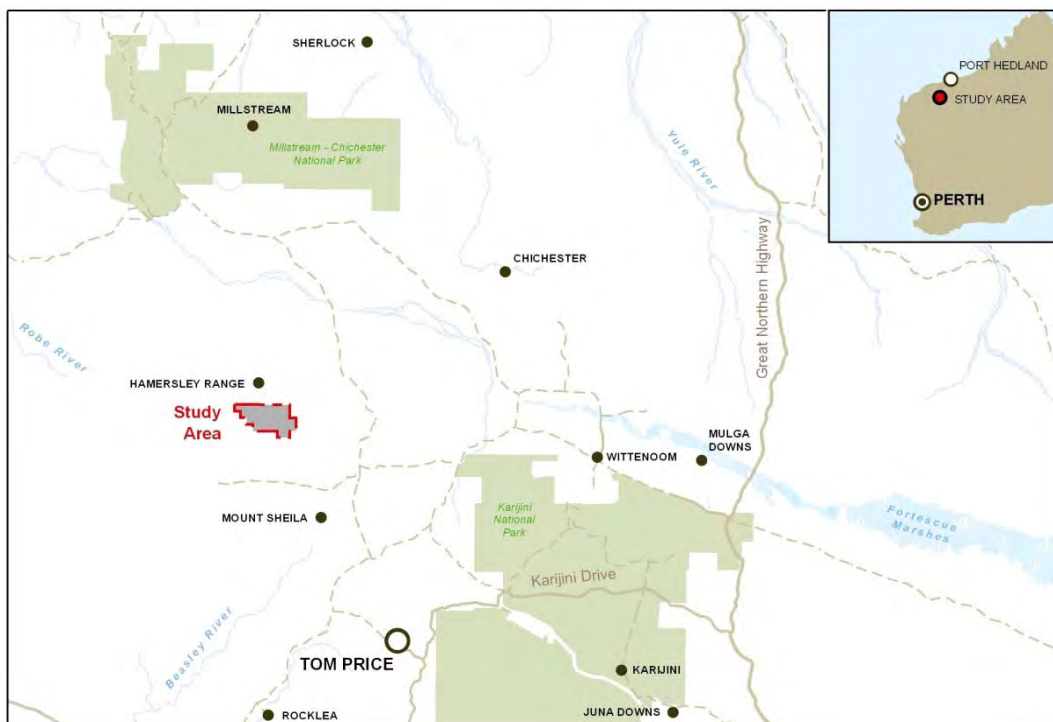 SHERLOCK
PORT HEDLAND
STUDY AREA
MILLSTREAM
Millstream - Chichester
National Park
Yule River
PERTH
CHICHESTER
Great Northern Highway
Robe River
HAMERSLEY RANGE
Study
Area
MULGA
DOWNS
WITTENOOM
MOUNT SHEILA
Karijini
National
Park
Fortescue
Marshes
Karijini Drive
Beasley River
TOM PRICE
KARIJINI
ROCKLEA
JUNA DOWNS